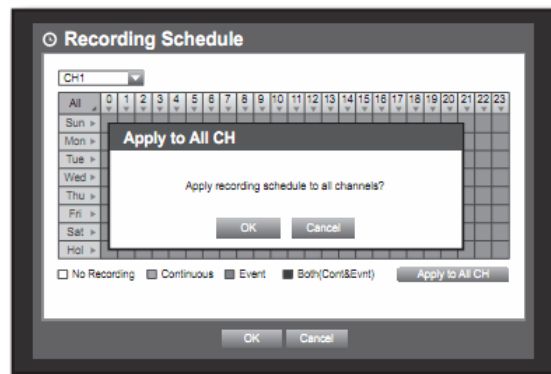 Recording Schedule
CH1
All 0 1 2 3 4 5 6 7 8 9 10 11 12 13 14 15 16 17 18 19 20 21 22 23
Sun
Mon
Tue
Wed
Thu
Fri
Sat
Hol
Apply to All CH
Apply recording schedule to all channels?
OK Cancel
No Recording Continuous Event Both(Cont&Evnt) Apply to All CH
OK Cancel